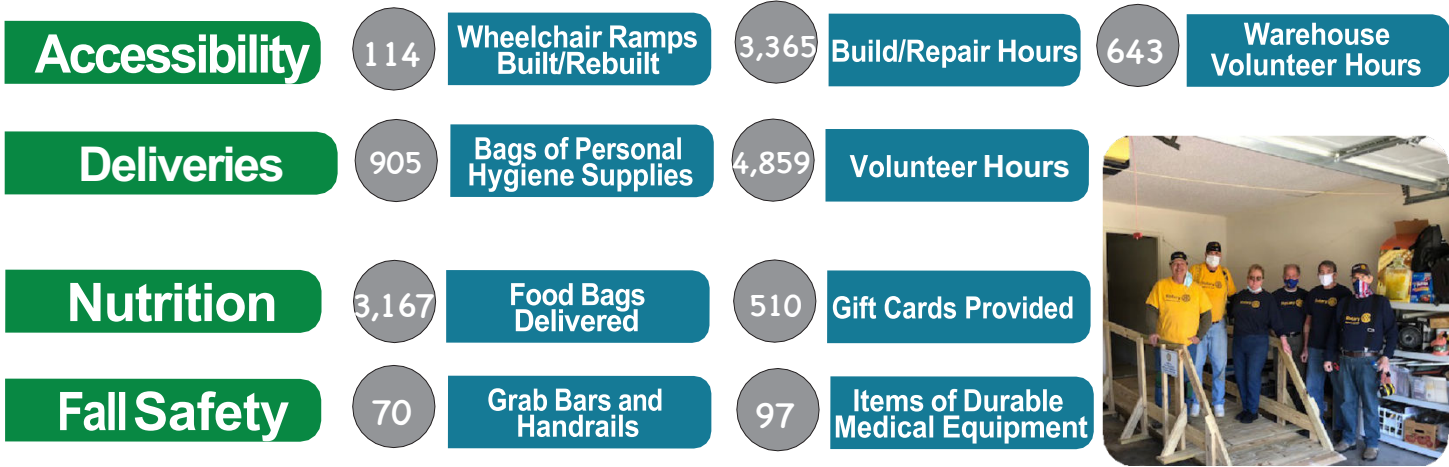 Accessibility
114
Wheelchair Ramps
Built/Rebuilt
3,365
Build/Repair Hours
643
Warehouse
Volunteer Hours
Deliveries
905
Bags of Personal
Hygiene Supplies
4,859
Volunteer Hours
Nutrition
3,167
Food Bags
Delivered
510
Gift Cards Provided
Fall Safety
70
Grab Bars and
Handrails
97
Items of Durable
Medical Equipment
Rotary